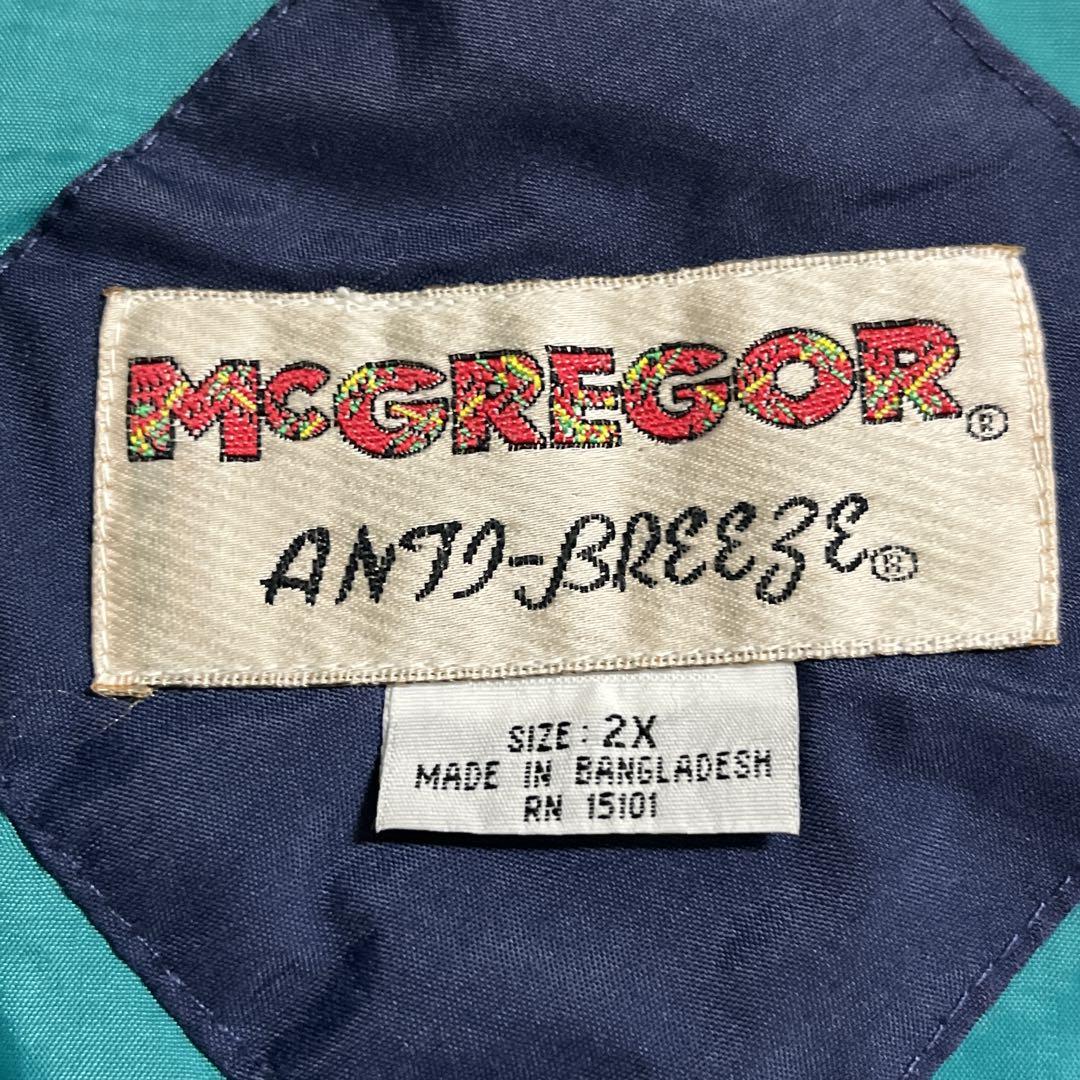 McGREGOR®
ANTI-BREEZE®
SIZE: 2X
MADE IN BANGLADESH
RN 15101